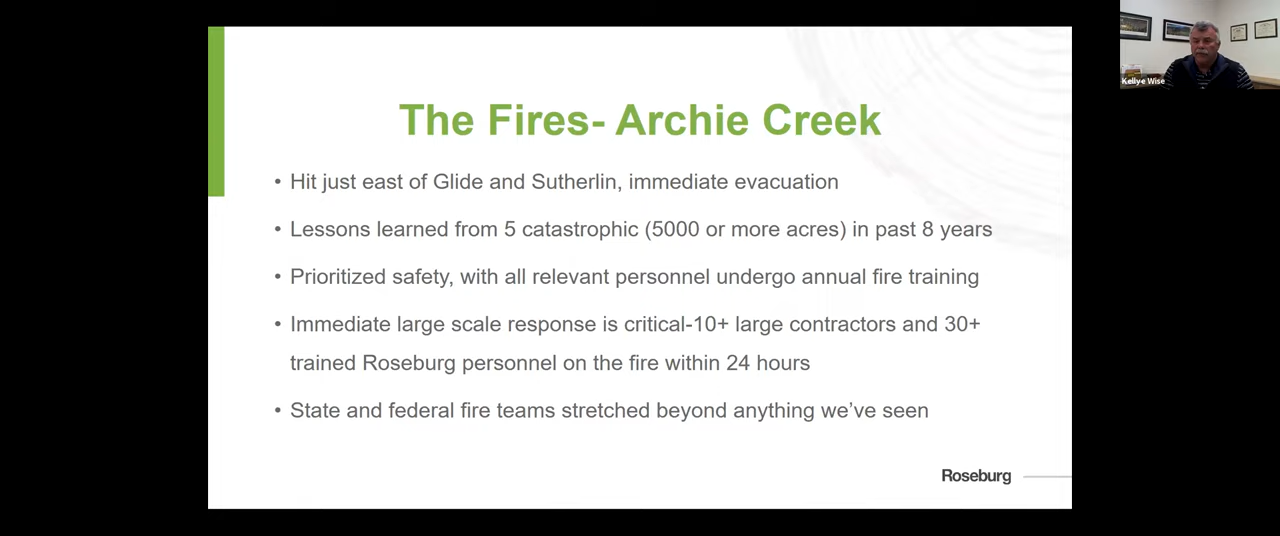 The Fires- Archie Creek
• Hit just east of Glide and Sutherlin, immediate evacuation
• Lessons learned from 5 catastrophic (5000 or more acres) in past 8 years
• Prioritized safety, with all relevant personnel undergo annual fire training
• Immediate large scale response is critical-10+ large contractors and 30+
trained Roseburg personnel on the fire within 24 hours
• State and federal fire teams stretched beyond anything we’ve seen
Roseburg
Kellye Wise